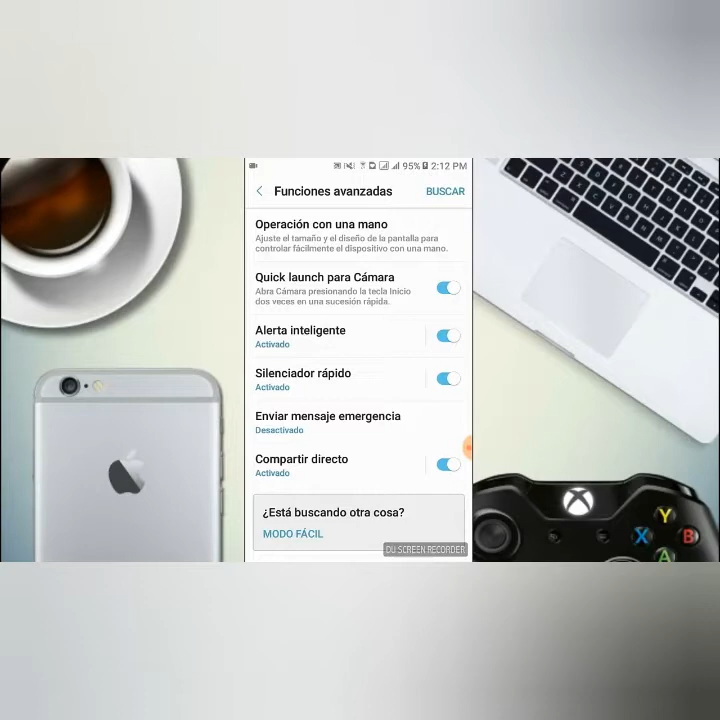 95% 2:12 PM
Funciones avanzadas BUSCAR
Operación con una mano
Ajuste el tamaño y el diseño de la pantalla para
controlar fácilmente el dispositivo con una mano.
Quick launch para Cámara
Abra Cámara presionando la tecla Inicio
dos veces en una sucesión rápida.
Alerta inteligente
Activado
Silenciador rápido
Activado
Enviar mensaje emergencia
Desactivado
Compartir directo
Activado
¿Está buscando otra cosa?
MODO FÁCIL
DU SCREEN RECORDER
Y
X B
A